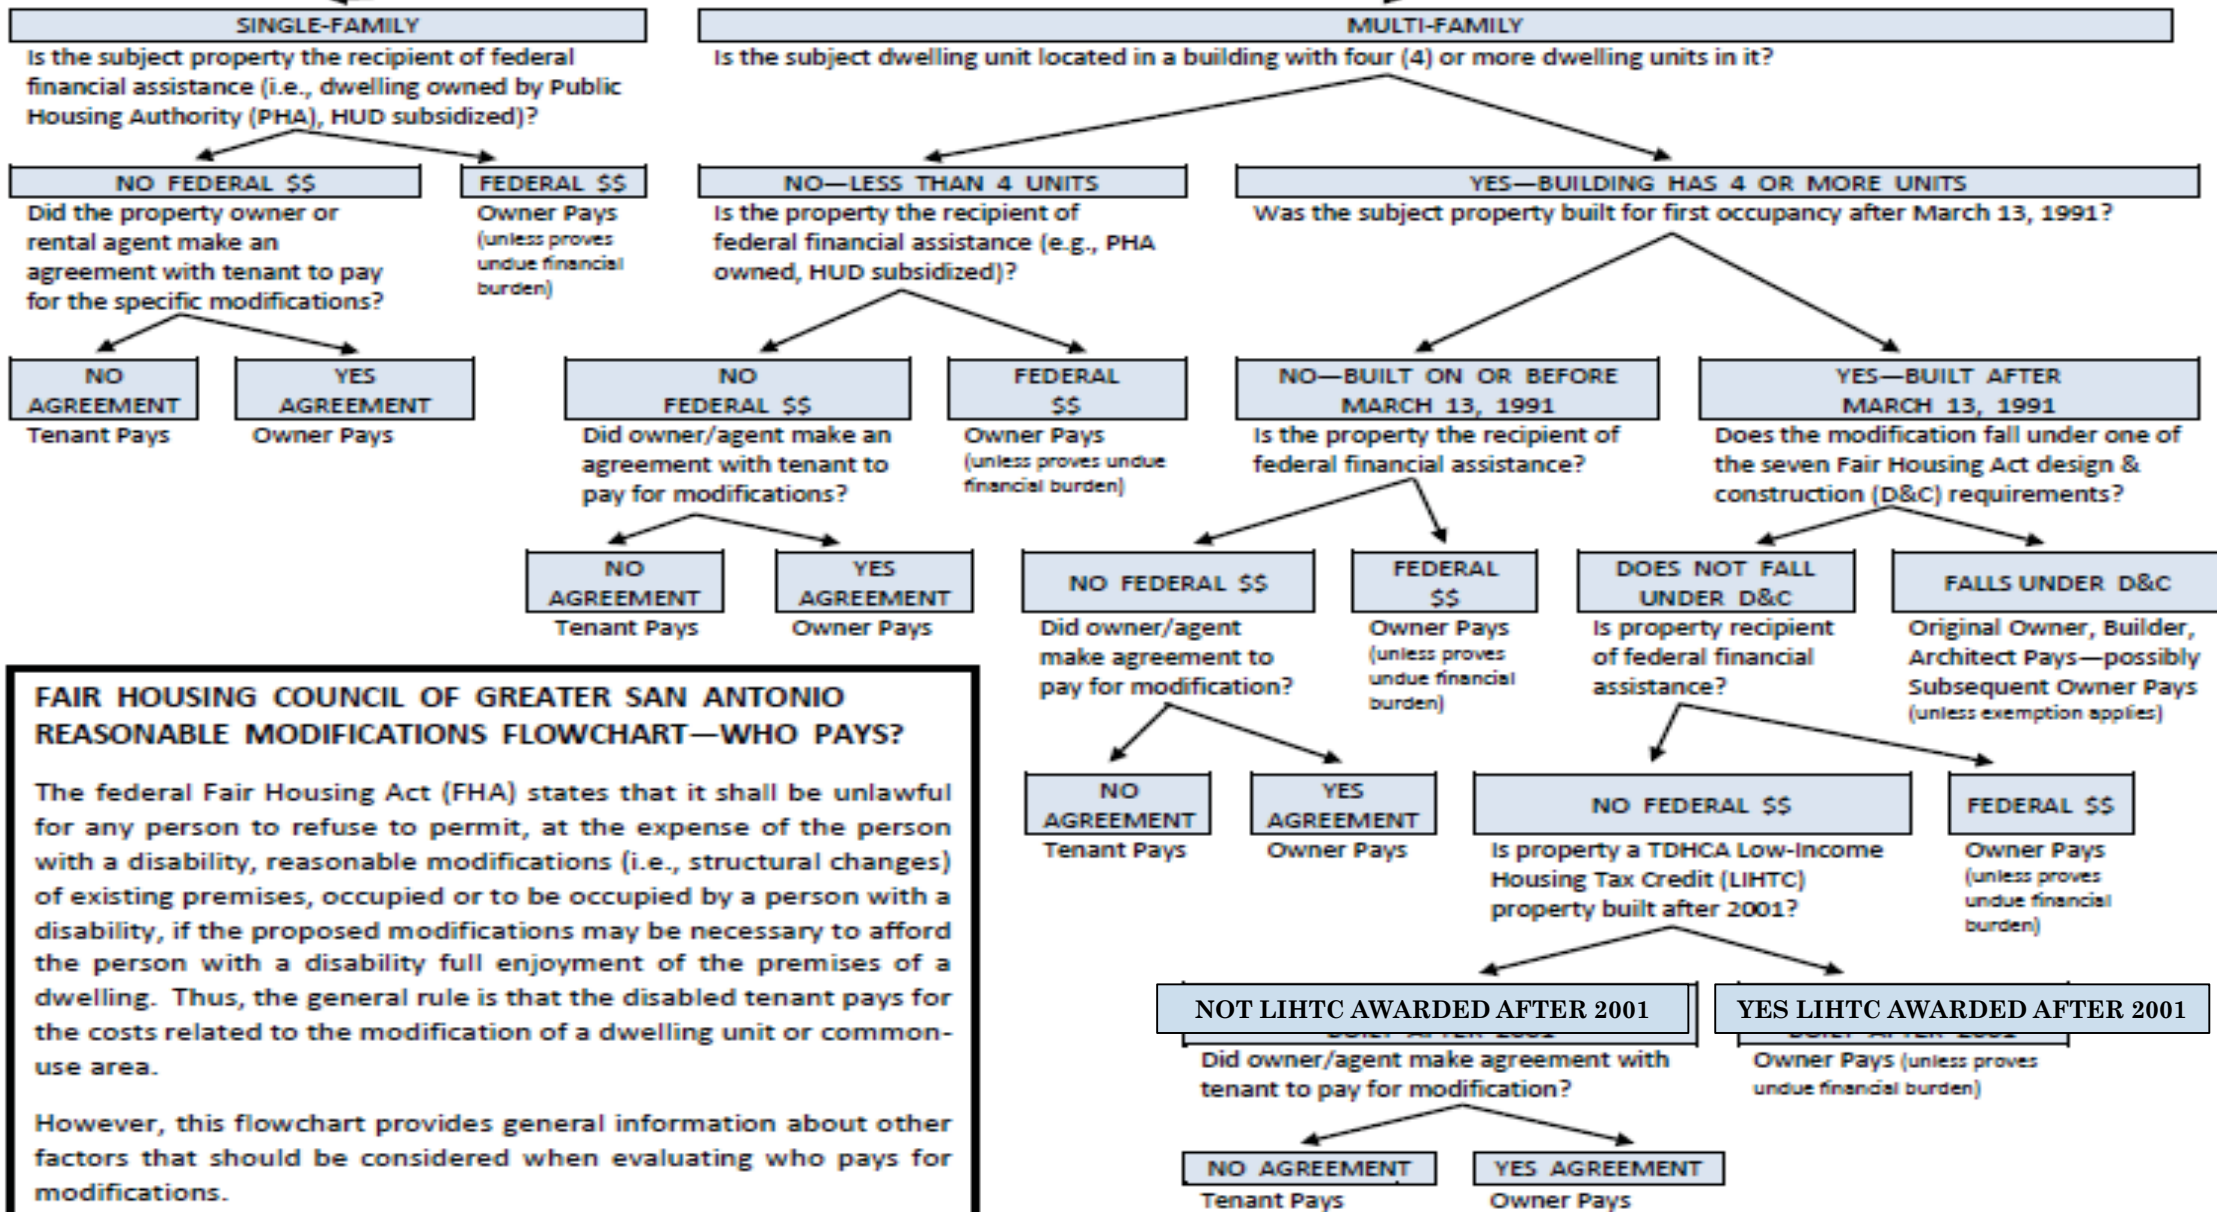 SINGLE-FAMILY
Is the subject property the recipient of federal
financial assistance (i.e., dwelling owned by Public
Housing Authority (PHA), HUD subsidized)?
MULTI-FAMILY
Is the subject dwelling unit located in a building with four (4) or more dwelling units in it?
NO FEDERAL $$
Did the property owner or
rental agent make an
agreement with tenant to pay
for the specific modifications?
FEDERAL $$
Owner Pays
(unless proves
undue financial
burden)
NO—LESS THAN 4 UNITS
Is the property the recipient of
federal financial assistance (e.g., PHA
owned, HUD subsidized)?
YES—BUILDING HAS 4 OR MORE UNITS
Was the subject property built for first occupancy after March 13, 1991?
NO
AGREEMENT
Tenant Pays
YES
AGREEMENT
Owner Pays
NO
FEDERAL $$
Did owner/agent make an
agreement with tenant to
pay for modifications?
FEDERAL
$$
Owner Pays
(unless proves undue
financial burden)
NO—BUILT ON OR BEFORE
MARCH 13, 1991
Is the property the recipient of
federal financial assistance?
YES—BUILT AFTER
MARCH 13, 1991
Does the modification fall under one of
the seven Fair Housing Act design &
construction (D&C) requirements?
NO
AGREEMENT
Tenant Pays
YES
AGREEMENT
Owner Pays
NO FEDERAL $$
Did owner/agent
make agreement to
pay for modification?
FEDERAL
$$
Owner Pays
(unless proves
undue financial
burden)
DOES NOT FALL
UNDER D&C
Is property recipient
of federal financial
assistance?
FALLS UNDER D&C
Original Owner, Builder,
Architect Pays—possibly
Subsequent Owner Pays
(unless exemption applies)
NO
AGREEMENT
Tenant Pays
YES
AGREEMENT
Owner Pays
NO FEDERAL $$
Is property a TDHCA Low-Income
Housing Tax Credit (LIHTC)
property built after 2001?
FEDERAL $$
Owner Pays
(unless proves
undue financial
burden)
NOT LIHTC AWARDED AFTER 2001
Did owner/agent make agreement with
tenant to pay for modification?
YES LIHTC AWARDED AFTER 2001
Owner Pays (unless proves
undue financial burden)
NO AGREEMENT
Tenant Pays
YES AGREEMENT
Owner Pays
FAIR HOUSING COUNCIL OF GREATER SAN ANTONIO
REASONABLE MODIFICATIONS FLOWCHART—WHO PAYS?
The federal Fair Housing Act (FHA) states that it shall be unlawful
for any person to refuse to permit, at the expense of the person
with a disability, reasonable modifications (i.e., structural changes)
of existing premises, occupied or to be occupied by a person with a
disability, if the proposed modifications may be necessary to afford
the person with a disability full enjoyment of the premises of a
dwelling. Thus, the general rule is that the disabled tenant pays for
the costs related to the modification of a dwelling unit or common-
use area.
However, this flowchart provides general information about other
factors that should be considered when evaluating who pays for
modifications.